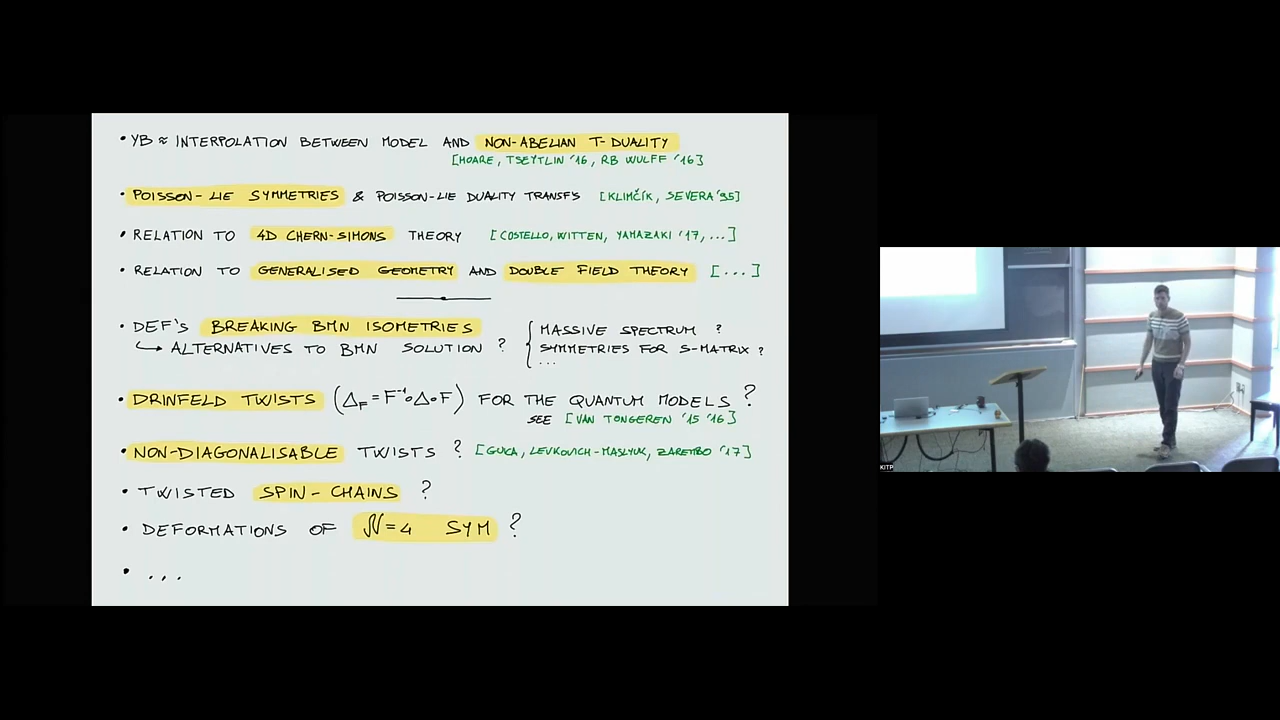 • YB ≈ INTERPOLATION BETWEEN MODEL AND NON-ABELIAN T-DUALITY
[HOARE, TSEYTLIN '16, RB WULFF '16]
• POISSON-LIE SYMMETRIES & POISSON-LIE DUALITY TRANSF'S [KLIMČÍK, SEVERA '95]
• RELATION TO 4D CHERN-SIMONS THEORY [COSTELLO, WITTEN, YAMAZAKI '17, ...]
• RELATION TO GENERALISED GEOMETRY AND DOUBLE FIELD THEORY [...]
• DEF'S BREAKING BMN ISOMETRIES
↳ ALTERNATIVES TO BMN SOLUTION ?
{ MASSIVE SPECTRUM ?
SYMMETRIES FOR S-MATRIX ?
...
• DRINFELD TWISTS (Δ_F = F⁻¹∘Δ∘F) FOR THE QUANTUM MODELS ?
SEE [VAN TONGEREN '15 '16]
• NON-DIAGONALISABLE TWISTS ? [GUICA, LEVKOVICH-MASLYUK, ZAREMBO '17]
• TWISTED SPIN-CHAINS ?
• DEFORMATIONS OF N=4 SYM ?
• ...
KITP